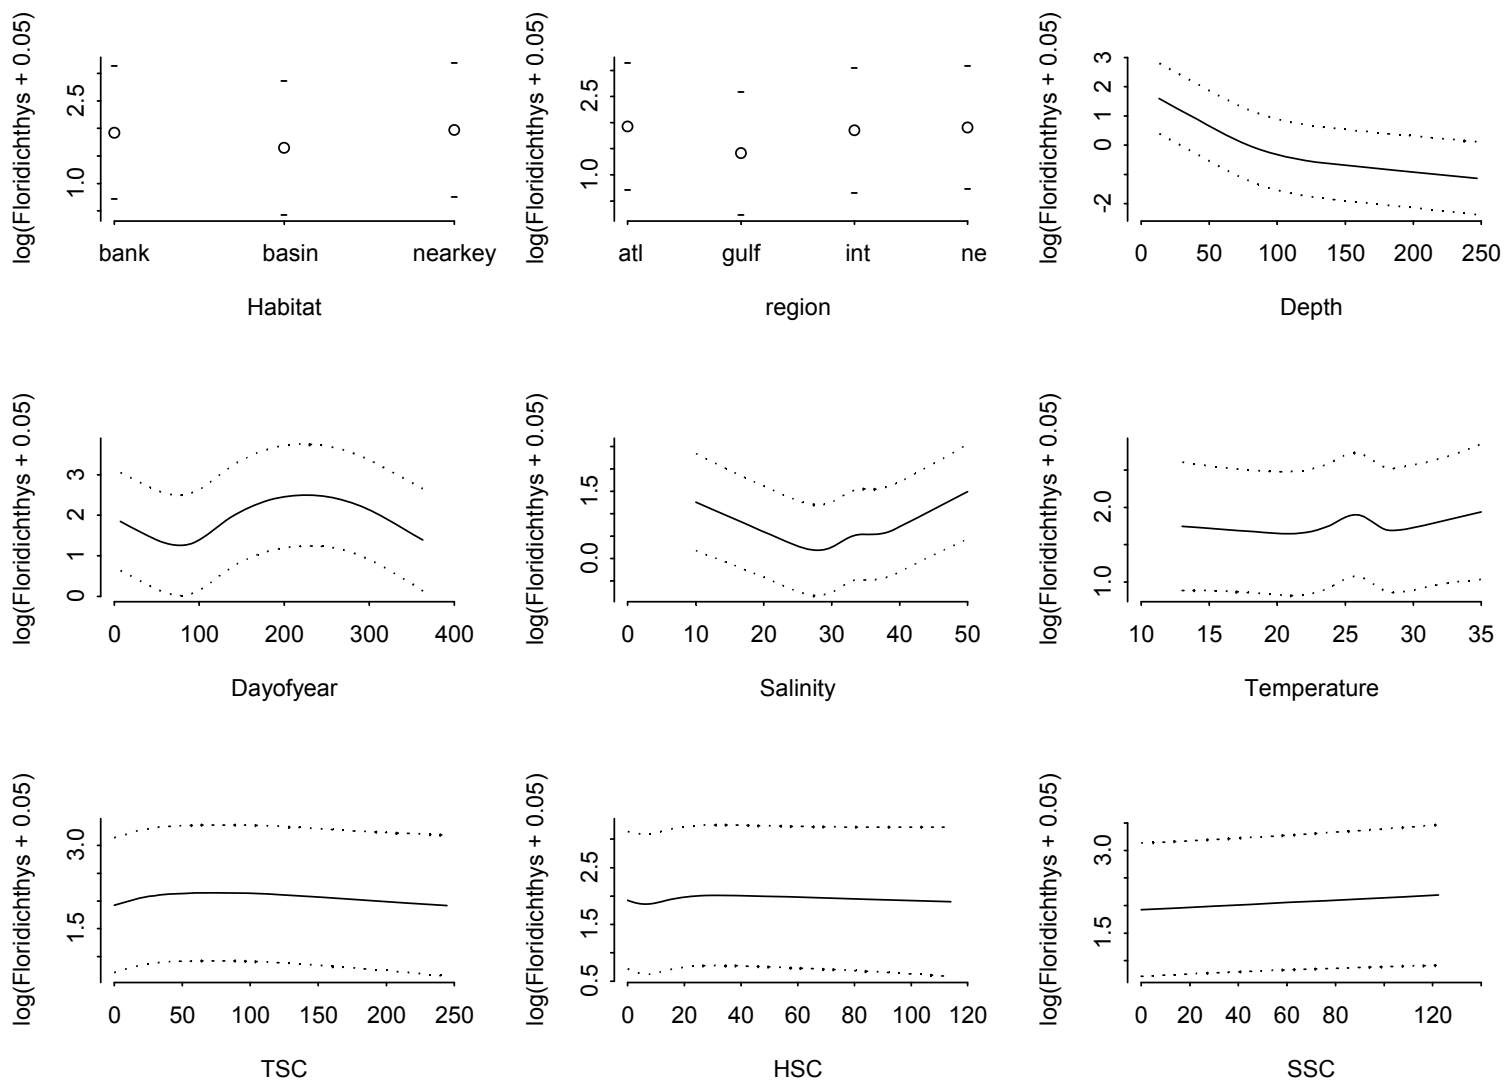 log(Floridichthys + 0.05)
2.5
1.0
bank basin nearkey
Habitat
log(Floridichthys + 0.05)
2.5
1.0
atl gulf int ne
region
log(Floridichthys + 0.05)
3
2
1
0
-2
0 50 100 150 200 250
Depth
log(Floridichthys + 0.05)
3
2
1
0
0 100 200 300 400
Dayofyear
log(Floridichthys + 0.05)
1.5
0.0
0 10 20 30 40 50
Salinity
log(Floridichthys + 0.05)
2.0
1.0
10 15 20 25 30 35
Temperature
log(Floridichthys + 0.05)
3.0
1.5
0 50 100 150 200 250
TSC
log(Floridichthys + 0.05)
2.5
1.5
0.5
0 20 40 60 80 100 120
HSC
log(Floridichthys + 0.05)
3.0
1.5
0 20 40 60 80 120
SSC